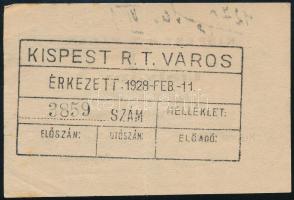 KISPEST R.T. VÁROS
ÉRKEZETT: 1928-FEB.-11.
3859 SZÁM MELLÉKLET:
ELŐSZÁM: UTÓSZÁM: ELŐADÓ: